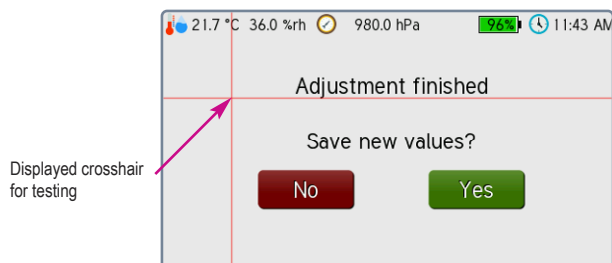 21.7 °C 36.0 %rh 980.0 hPa 96% 11:43 AM
Adjustment finished
Save new values?
Displayed crosshair
for testing
No Yes